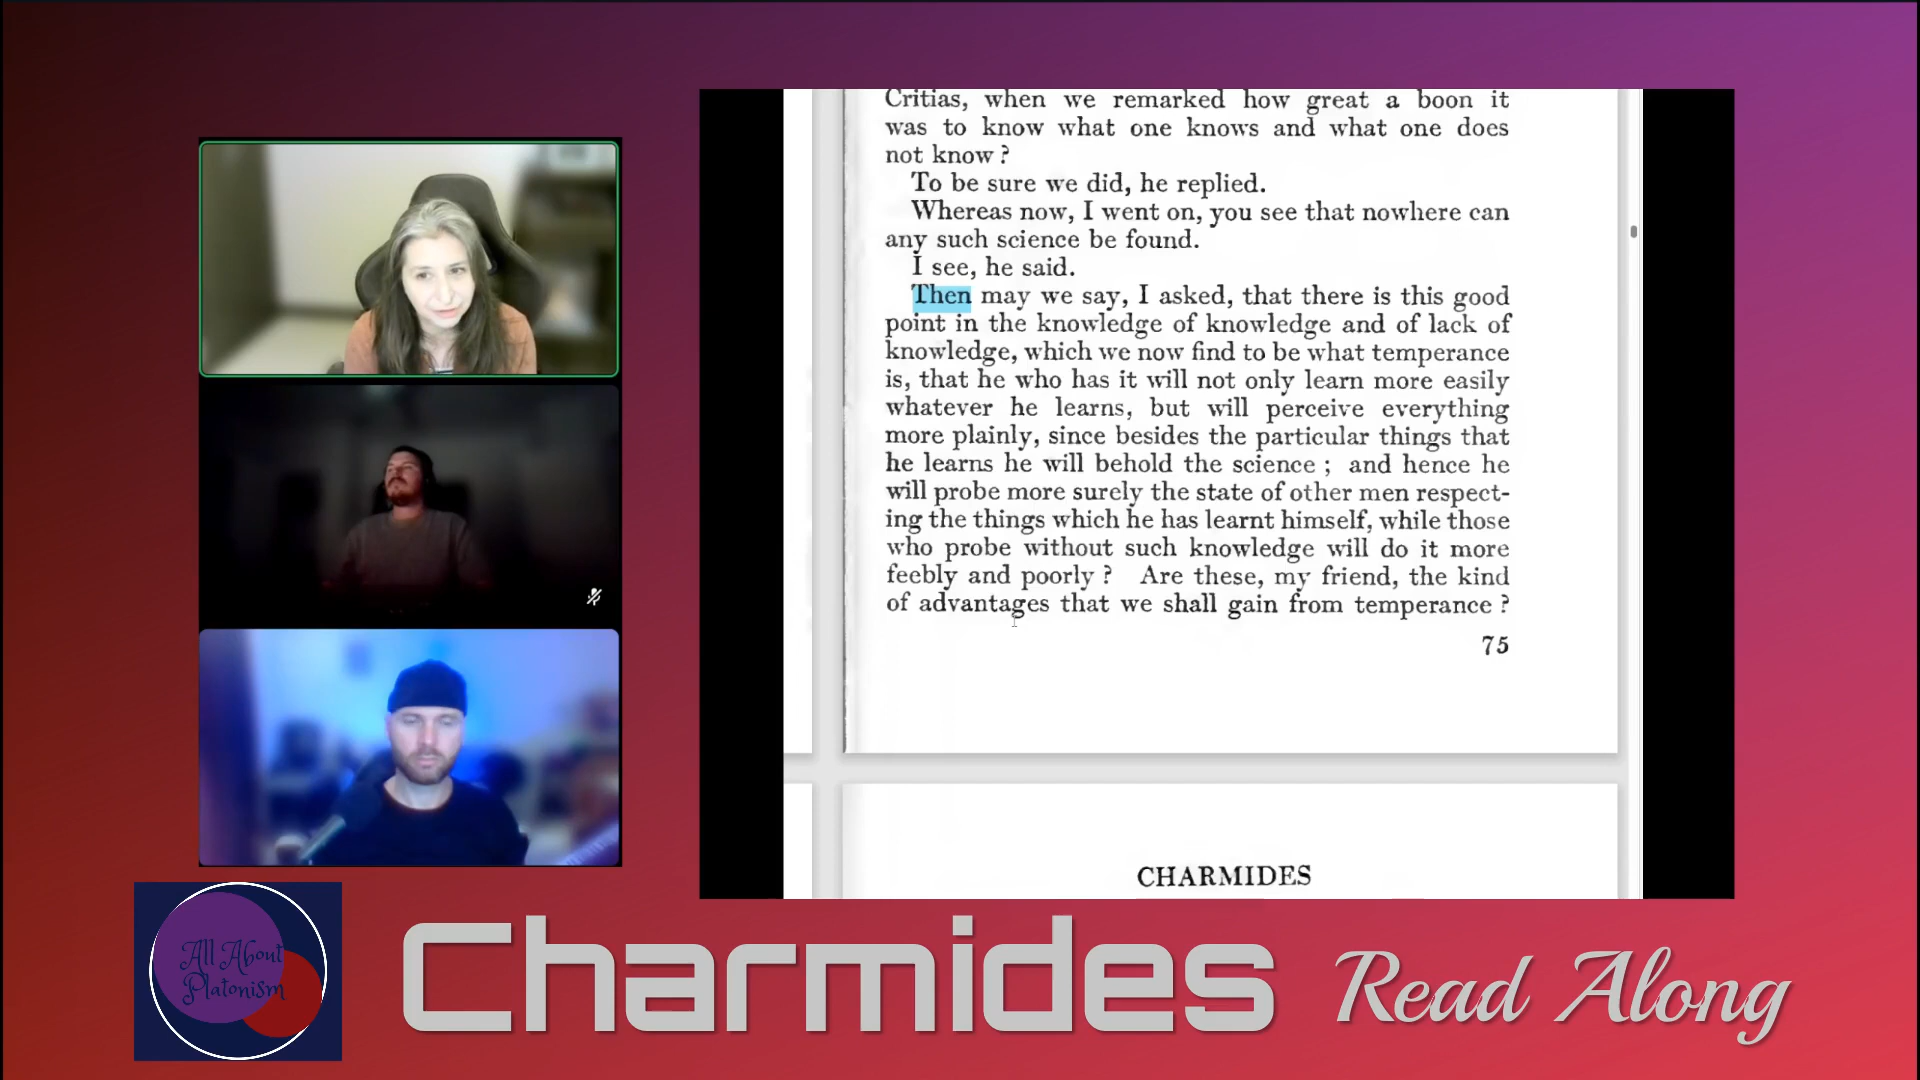 Critias, when we remarked how great a boon it
was to know what one knows and what one does
not know ?
To be sure we did, he replied.
Whereas now, I went on, you see that nowhere can
any such science be found.
I see, he said.
Then may we say, I asked, that there is this good
point in the knowledge of knowledge and of lack of
knowledge, which we now find to be what temperance
is, that he who has it will not only learn more easily
whatever he learns, but will perceive everything
more plainly, since besides the particular things that
he learns he will behold the science ; and hence he
will probe more surely the state of other men respect-
ing the things which he has learnt himself, while those
who probe without such knowledge will do it more
feebly and poorly ? Are these, my friend, the kind
of advantages that we shall gain from temperance ?
75
CHARMIDES
All About
Platonism
Charmides Read Along